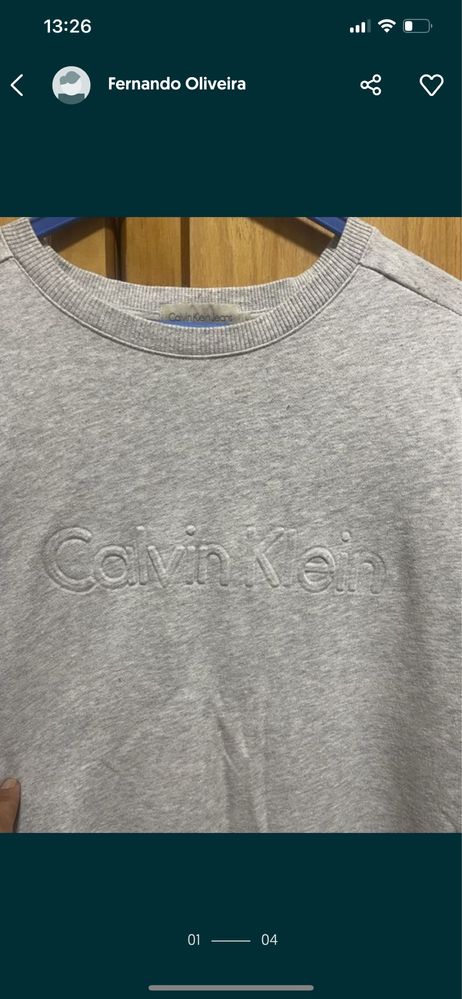 13:26
Fernando Oliveira
Calvin Klein Jeans
Calvin Klein
01
04